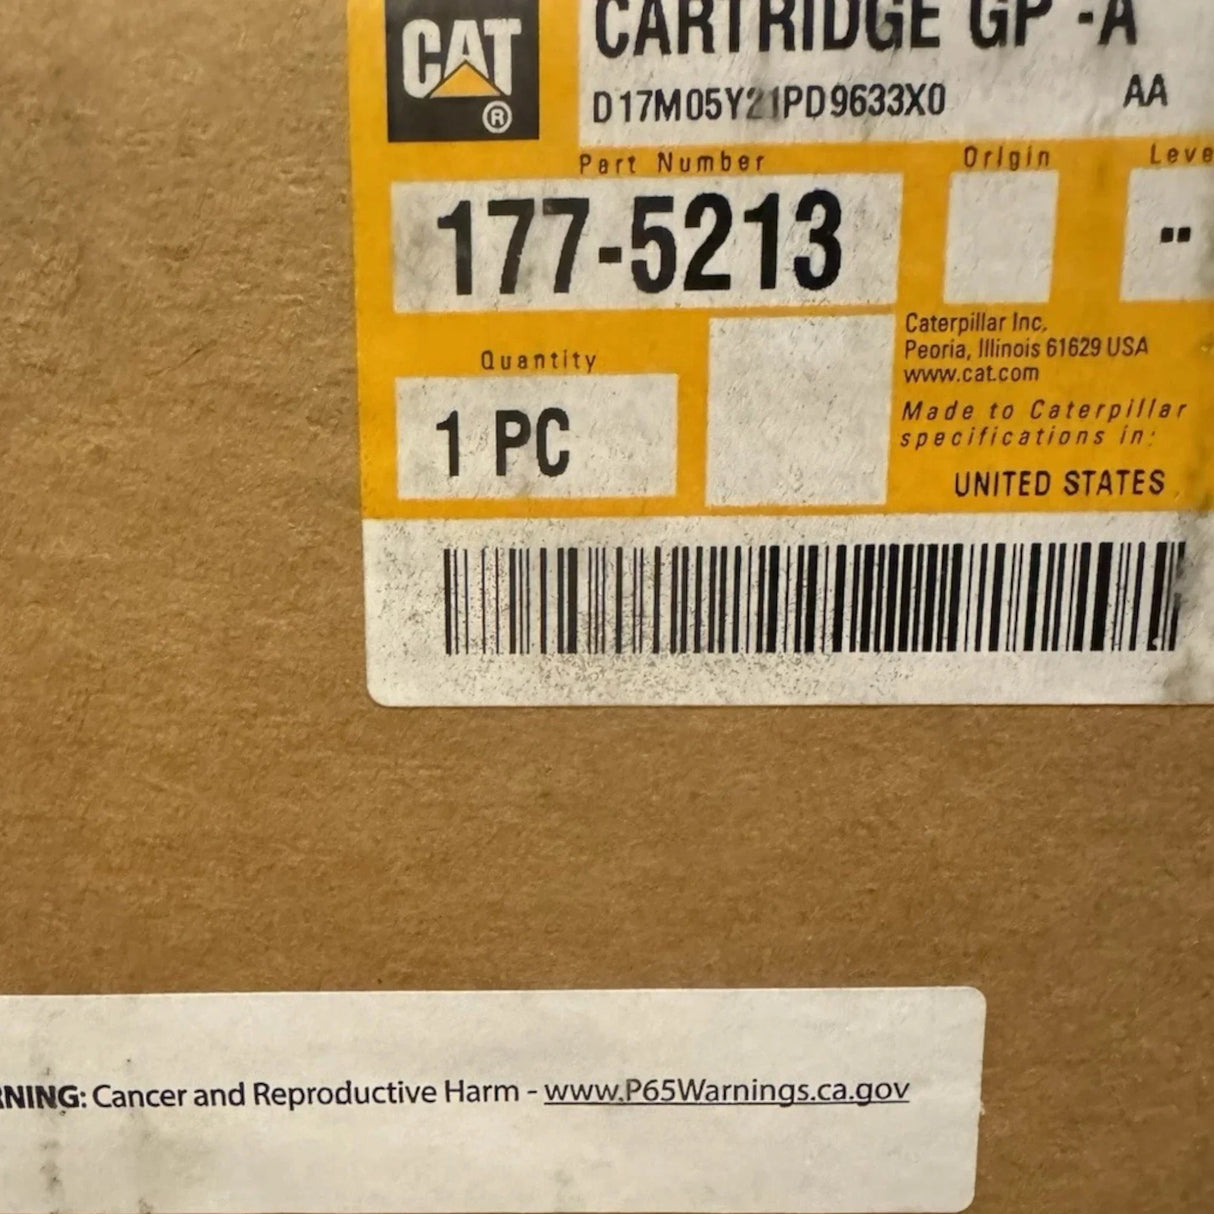 CAT
®
CARTRIDGE GP -A
D17M05Y21PD9633X0 AA
Part Number Origin Leve
177-5213 "
Quantity
1 PC
Caterpillar Inc.
Peoria, Illinois 61629 USA
www.cat.com
Made to Caterpillar
specifications in:
UNITED STATES
RNING: Cancer and Reproductive Harm - www.P65Warnings.ca.gov